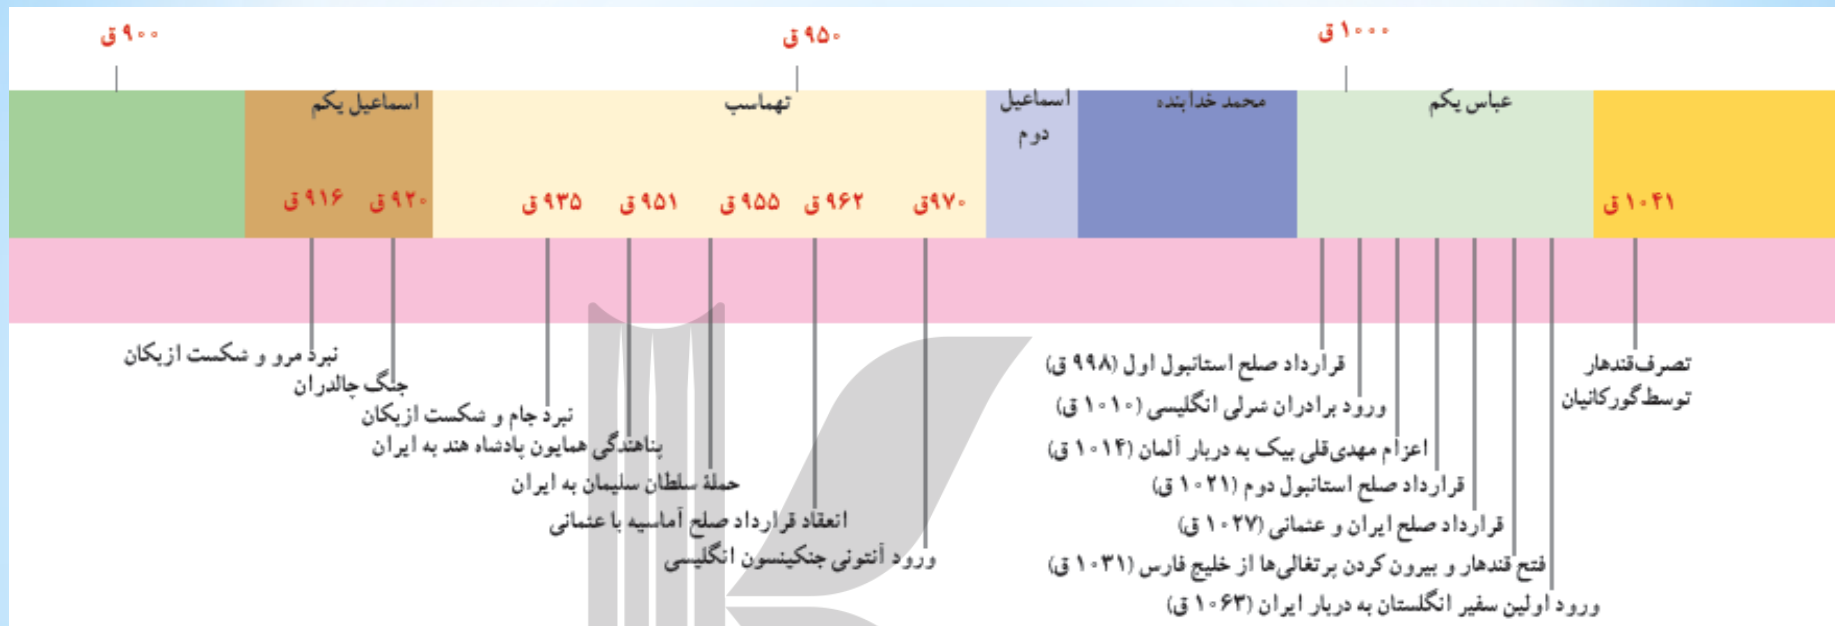 ۹۰۰ ق
۹۵۰ ق
۱۰۰۰ ق
اسماعیل یکم
تهماسب
اسماعیل
دوم
محمد خدابنده
عباس یکم
۹۱۶ ق
۹۲۰ ق
۹۳۵ ق
۹۵۱ ق
۹۵۵ ق
۹۶۲ ق
۹۷۰ق
۱۰۴۱ ق
نبرد مرو و شکست ازبکان
جنگ چالدران
نبرد جام و شکست ازبکان
پناهندگی همایون پادشاه هند به ایران
حملهٔ سلطان سلیمان به ایران
انعقاد قرارداد صلح آماسیه با عثمانی
ورود آنتونی جنکینسون انگلیسی
قرارداد صلح استانبول اول (۹۹۸ ق)
ورود برادران شرلی انگلیسی (۱۰۱۰ ق)
اعزام مهدی‌قلی بیک به دربار آلمان (۱۰۱۴ ق)
قرارداد صلح استانبول دوم (۱۰۲۱ ق)
قرارداد صلح ایران و عثمانی (۱۰۲۷ ق)
فتح قندهار و بیرون کردن پرتغالی‌ها از خلیج فارس (۱۰۳۱ ق)
ورود اولین سفیر انگلستان به دربار ایران (۱۰۶۳ ق)
تصرف قندهار
توسط گورکانیان